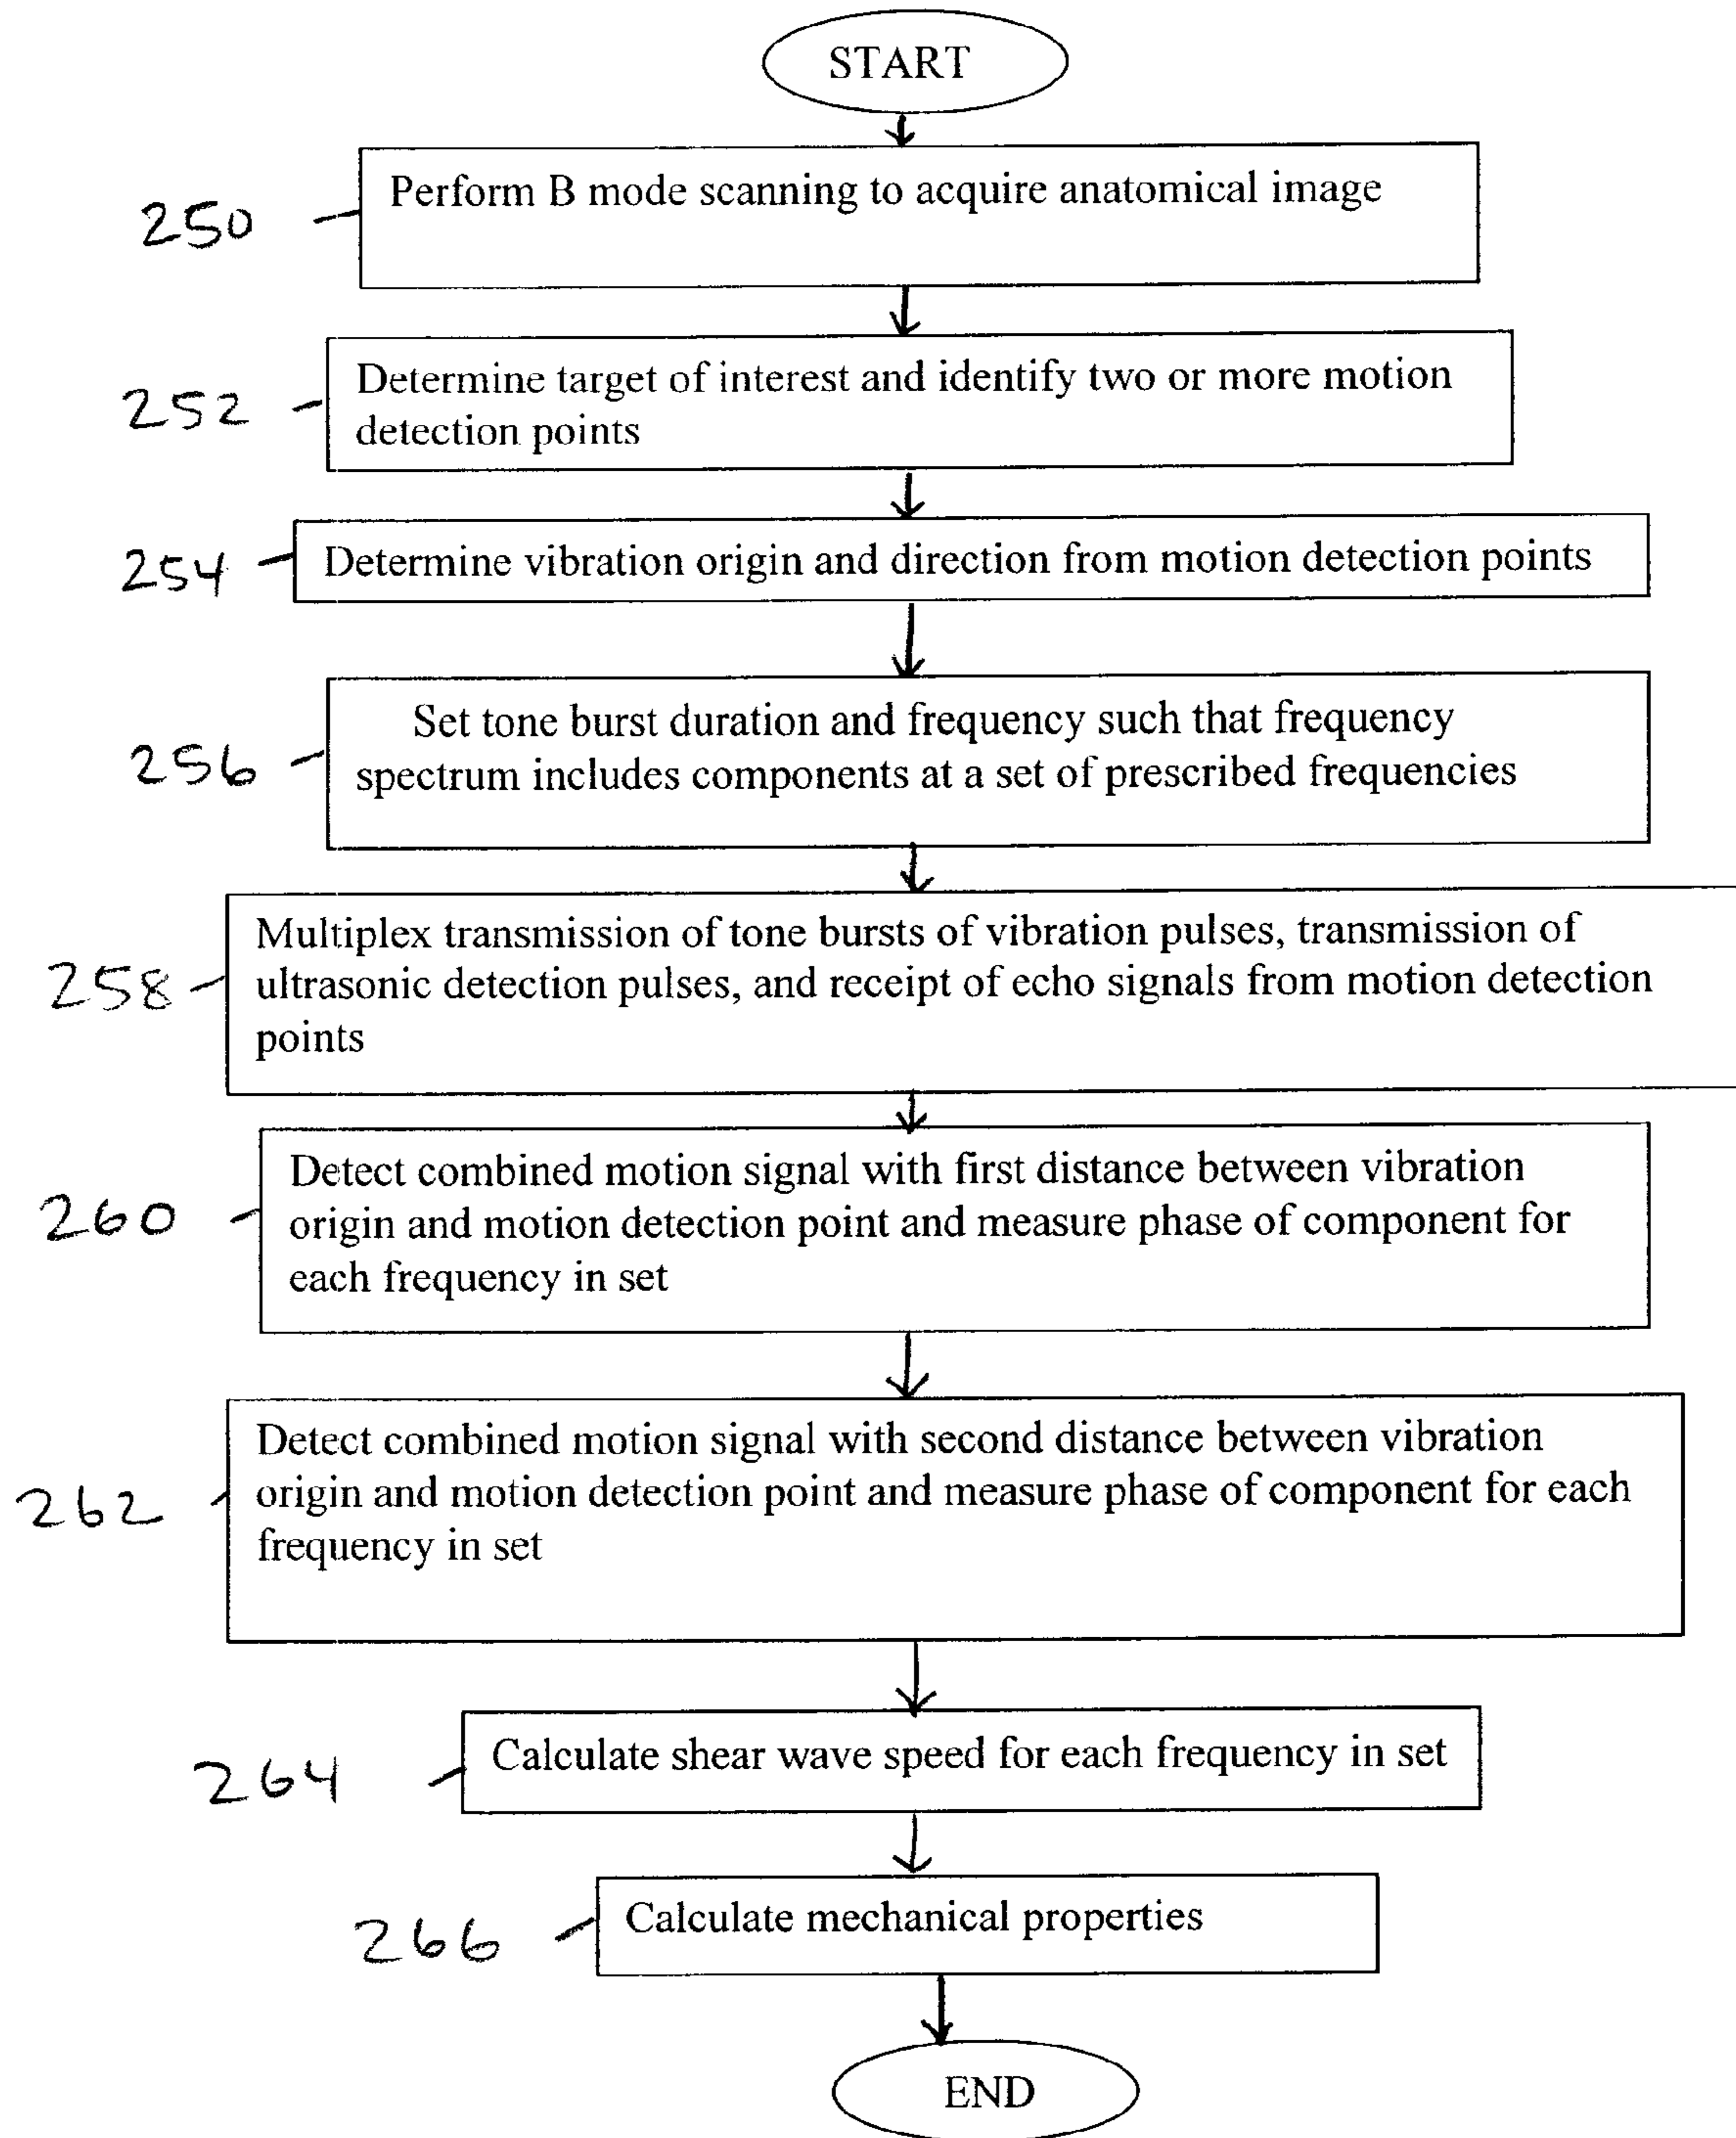 START
250
Perform B mode scanning to acquire anatomical image
252
Determine target of interest and identify two or more motion
detection points
254
Determine vibration origin and direction from motion detection points
256
Set tone burst duration and frequency such that frequency
spectrum includes components at a set of prescribed frequencies
258
Multiplex transmission of tone bursts of vibration pulses, transmission of
ultrasonic detection pulses, and receipt of echo signals from motion detection
points
260
Detect combined motion signal with first distance between vibration
origin and motion detection point and measure phase of component for
each frequency in set
262
Detect combined motion signal with second distance between vibration
origin and motion detection point and measure phase of component for each
frequency in set
264
Calculate shear wave speed for each frequency in set
266
Calculate mechanical properties
END